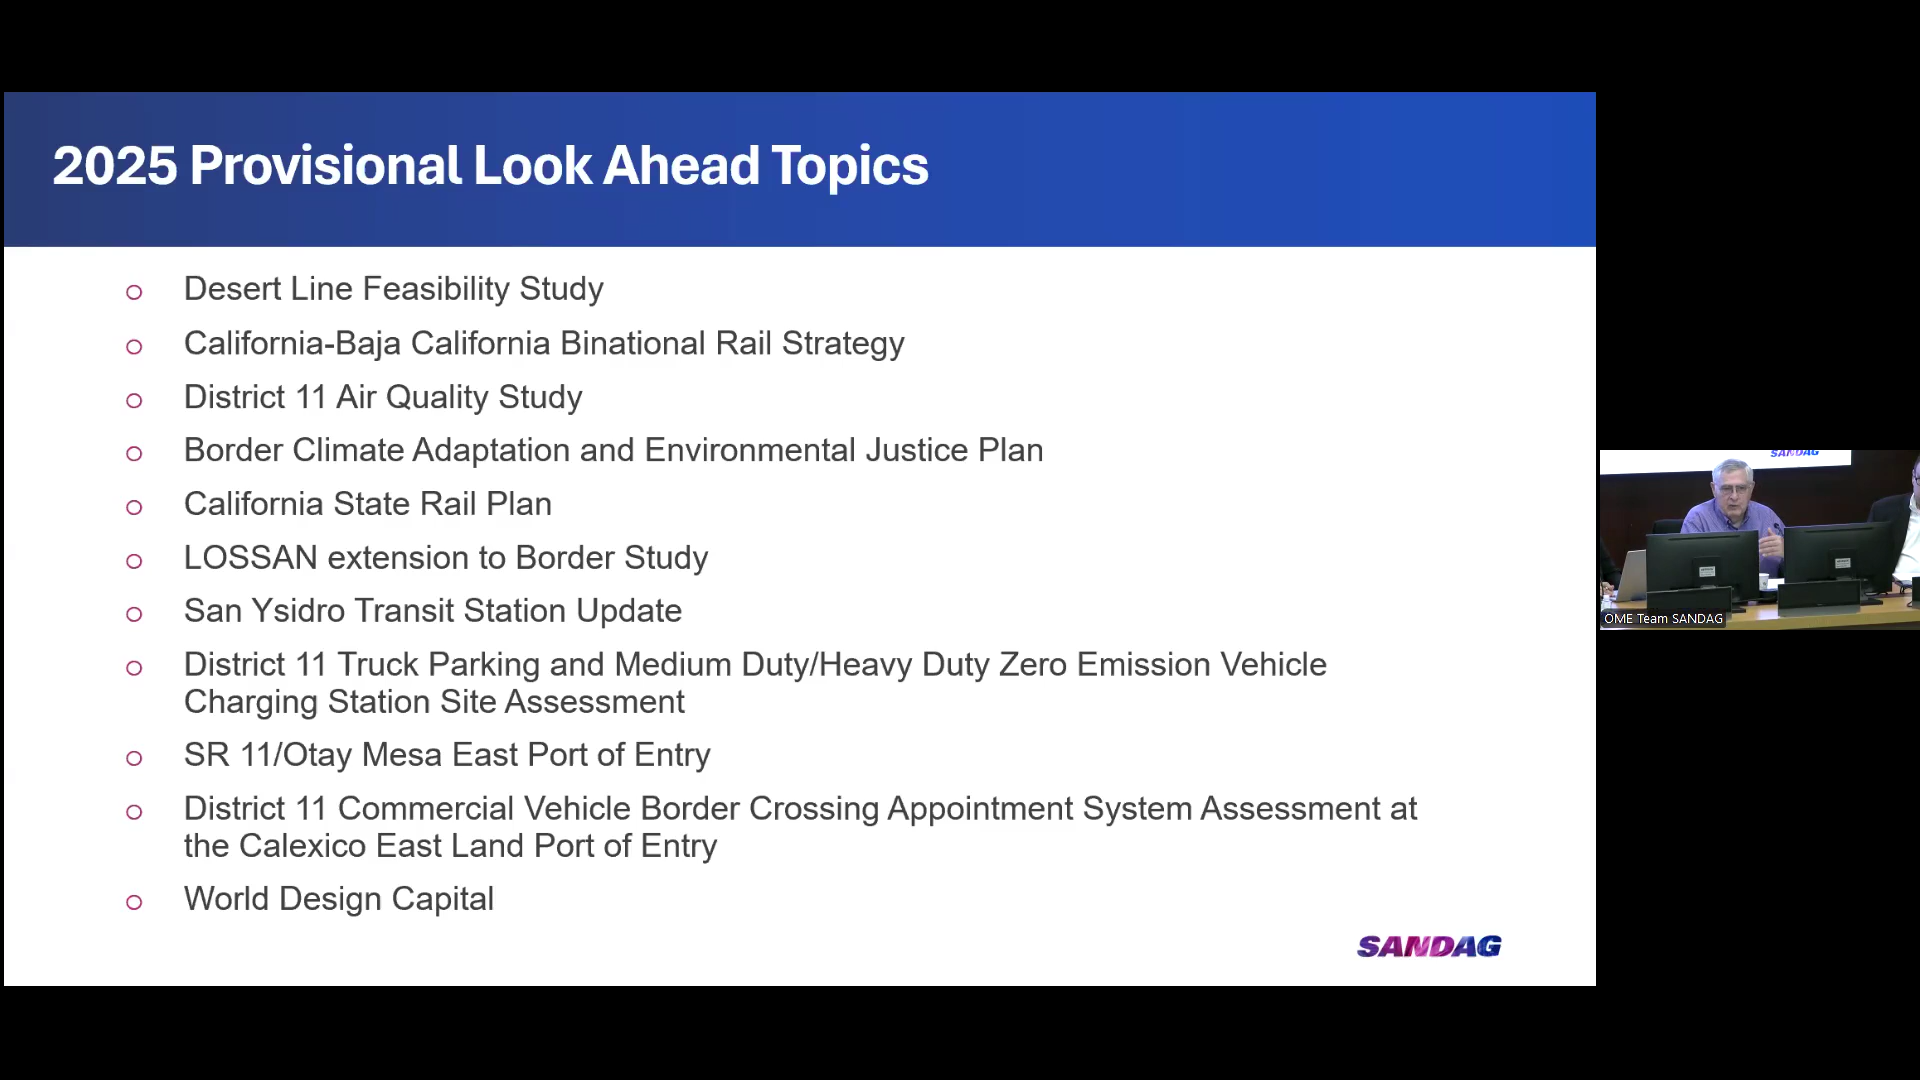 2025 Provisional Look Ahead Topics
Desert Line Feasibility Study
California-Baja California Binational Rail Strategy
District 11 Air Quality Study
Border Climate Adaptation and Environmental Justice Plan
California State Rail Plan
LOSSAN extension to Border Study
San Ysidro Transit Station Update
District 11 Truck Parking and Medium Duty/Heavy Duty Zero Emission Vehicle
Charging Station Site Assessment
SR 11/Otay Mesa East Port of Entry
District 11 Commercial Vehicle Border Crossing Appointment System Assessment at
the Calexico East Land Port of Entry
World Design Capital
SANDAG
SANDAG
OME Team SANDAG